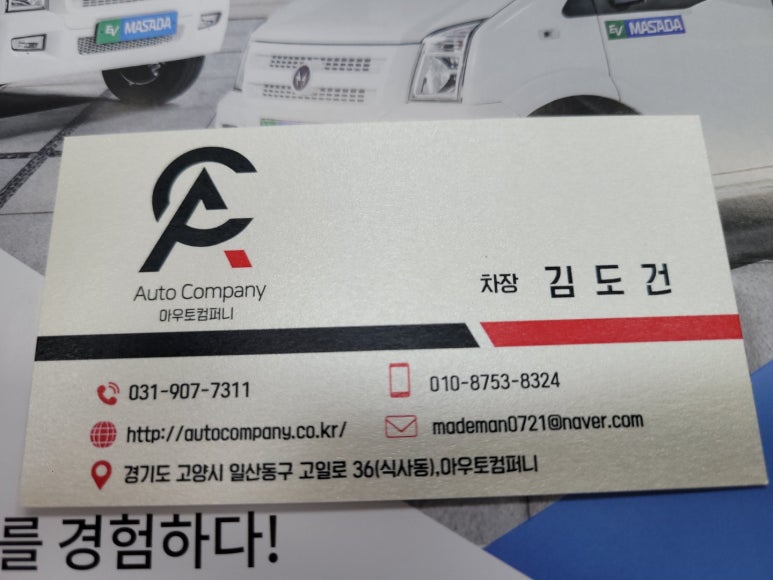 EV MASADA
EV MASADA
Auto Company
아우토컴퍼니
차장 김도건
031-907-7311
010-8753-8324
http://autocompany.co.kr/
mademan0721@naver.com
경기도 고양시 일산동구 고일로 36(식사동),아우토컴퍼니
를 경험하다!